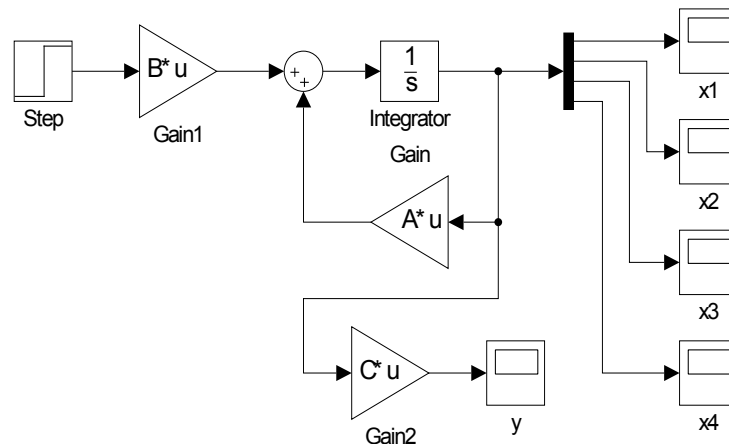 Step
B* u
Gain1
+
+
1
s
Integrator
Gain
A* u
C* u
Gain2
y
x1
x2
x3
x4